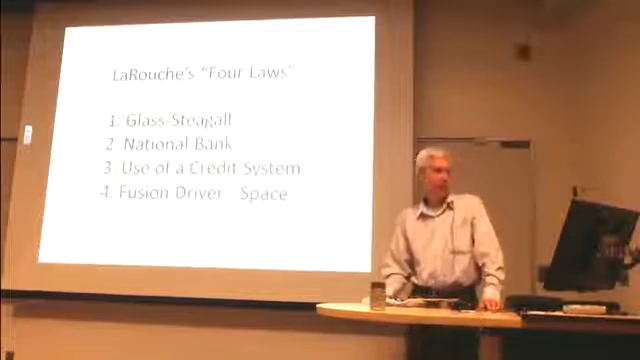 LaRouche's "Four Laws"
1. Glass-Steagall
2 National Bank
3 Use of a Credit System
4. Fusion Driver Space